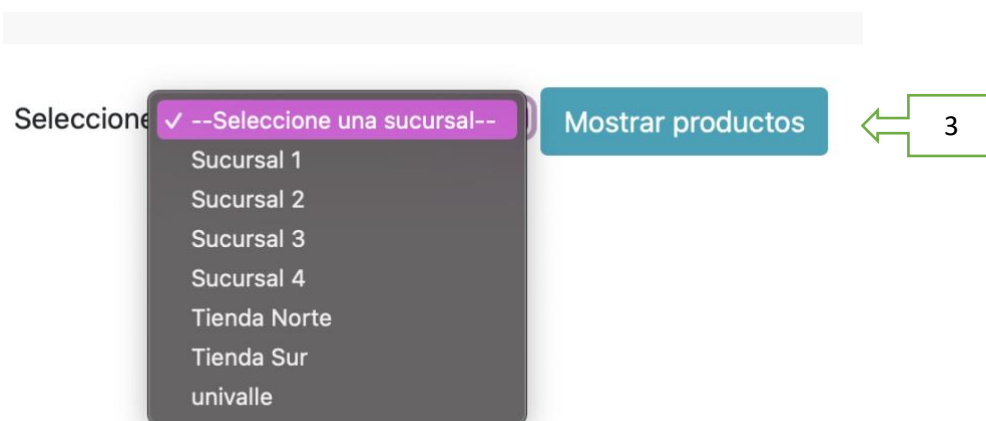 Seleccione ✓ --Seleccione una sucursal-- Mostrar productos 3
Sucursal 1
Sucursal 2
Sucursal 3
Sucursal 4
Tienda Norte
Tienda Sur
univalle